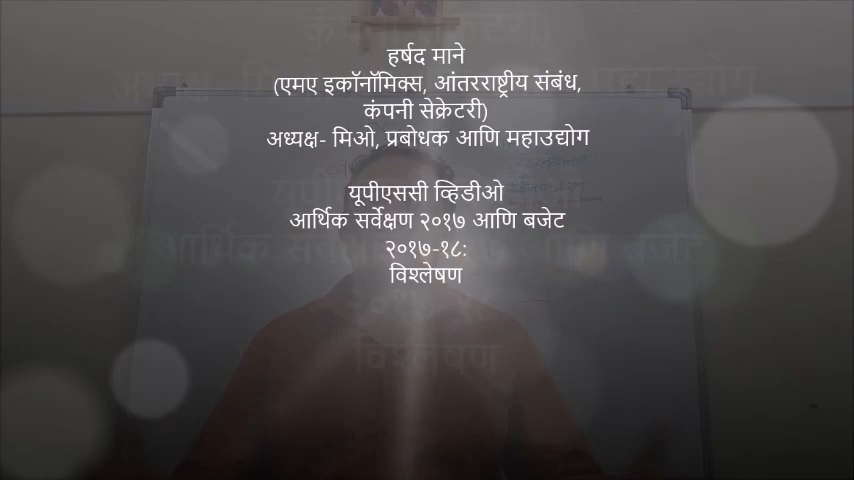 हर्षद माने
(एमए इकॉनॉमिक्स, आंतरराष्ट्रीय संबंध,
कंपनी सेक्रेटरी)
अध्यक्ष- मिओ, प्रबोधक आणि महाउद्योग
यूपीएससी व्हिडीओ
आर्थिक सर्वेक्षण २०१७ आणि बजेट
२०१७-१८:
विश्लेषण